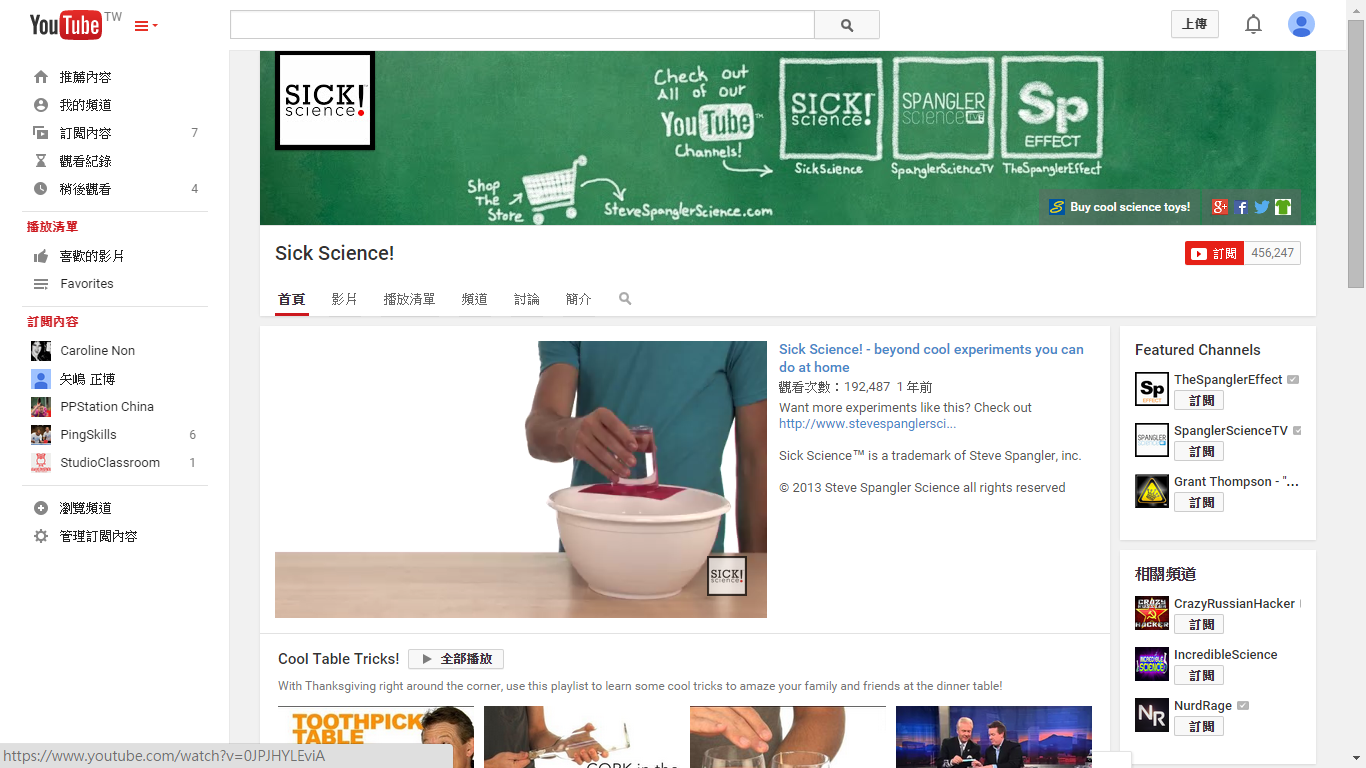 YouTube TW
上傳
推薦內容
我的頻道
訂閱內容 7
觀看紀錄
稍後觀看 4
播放清單
喜歡的影片
Favorites
訂閱內容
Caroline Non
矢嶋 正博
PPStation China
PingSkills 6
StudioClassroom 1
瀏覽頻道
管理訂閱內容
SICK!
science
Check out
All of our
YouTube™
Channels!
SICK!
science
SickScience
SPANGLER
science TV
SpanglerScienceTV
Sp
EFFECT
TheSpanglerEffect
Shop
The
Store
SteveSpanglerScience.com
Buy cool science toys!
Sick Science!
訂閱 456,247
首頁 影片 播放清單 頻道 討論 簡介
SICK!
science
Sick Science! - beyond cool experiments you can
do at home
觀看次數：192,487 1 年前
Want more experiments like this? Check out
http://www.stevespanglersci...
Sick Science™ is a trademark of Steve Spangler, inc.
© 2013 Steve Spangler Science all rights reserved
Cool Table Tricks! 全部播放
With Thanksgiving right around the corner, use this playlist to learn some cool tricks to amaze your family and friends at the dinner table!
TOOTHPICK
TABLE
CORK in the
Featured Channels
Sp
EFFECT
TheSpanglerEffect
訂閱
SPANGLER
SpanglerScienceTV
訂閱
Grant Thompson - "...
訂閱
相關頻道
CRAZY
RUSSIAN
HACKER
CrazyRussianHacker
訂閱
INCREDIBLE
SCIENCE
IncredibleScience
訂閱
NR
NurdRage
訂閱
https://www.youtube.com/watch?v=0JPJHYLEviA